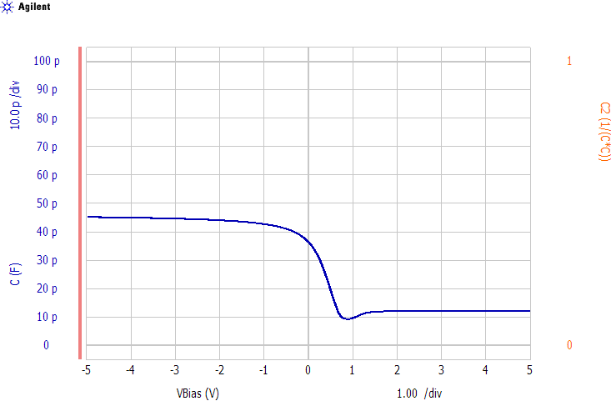 Agilent
100 p
90 p
80 p
70 p
60 p
50 p
40 p
30 p
20 p
10 p
0
10.0 p /div
C (F)
1
0
C2 (1/(C*C))
-5 -4 -3 -2 -1 0 1 2 3 4 5
VBias (V) 1.00 /div